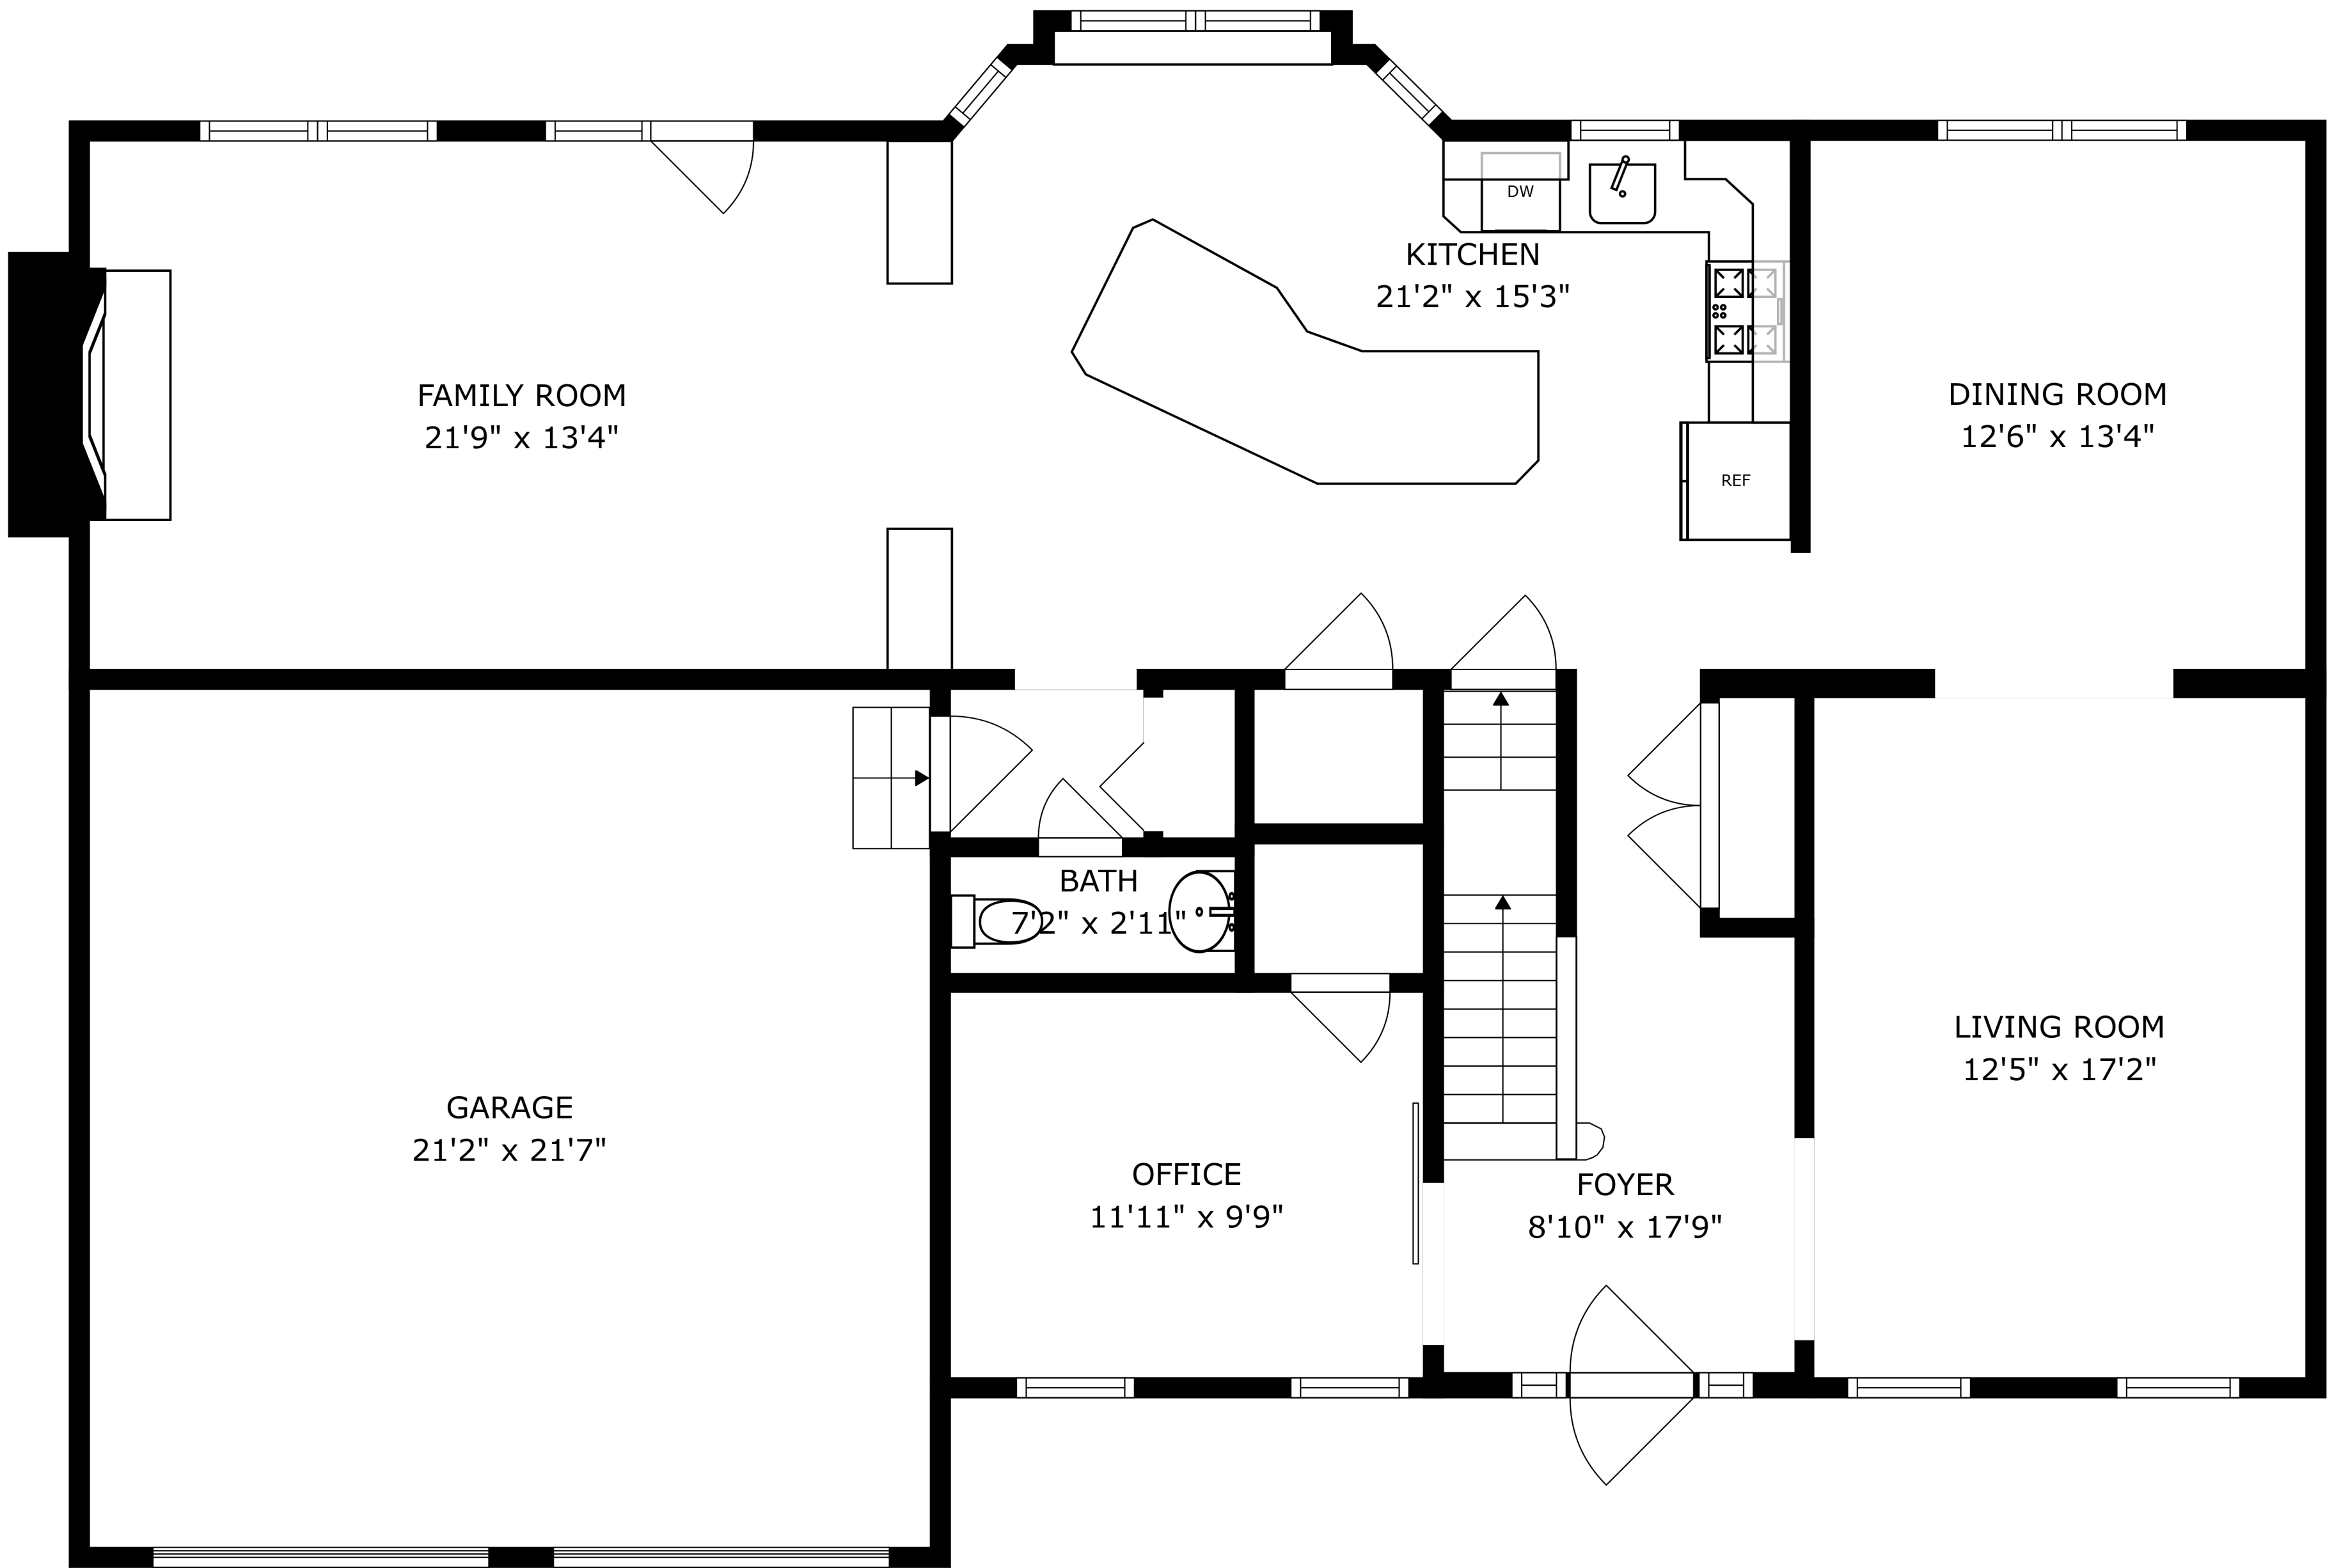 DW
KITCHEN
21'2" x 15'3"
FAMILY ROOM
21'9" x 13'4"
DINING ROOM
12'6" x 13'4"
REF
BATH
7'2" x 2'11"
LIVING ROOM
12'5" x 17'2"
GARAGE
21'2" x 21'7"
OFFICE
11'11" x 9'9"
FOYER
8'10" x 17'9"